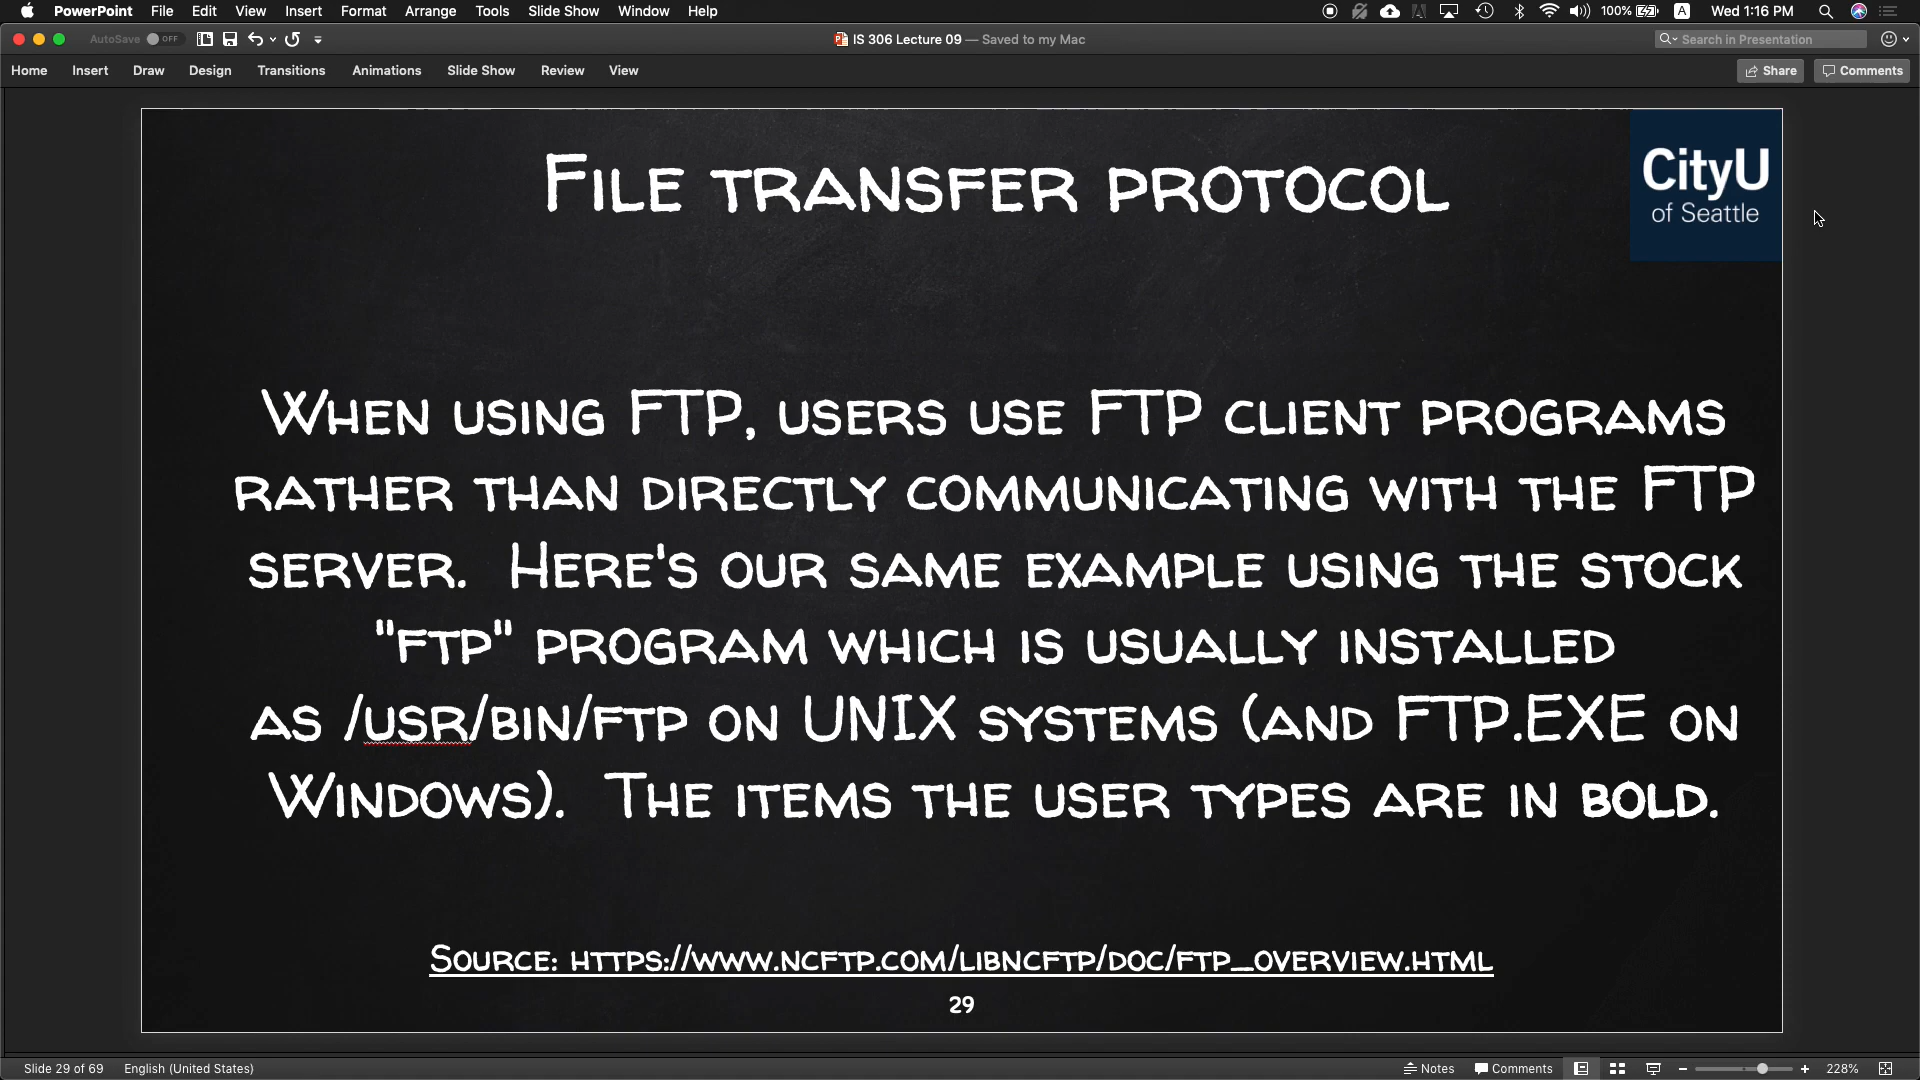 PowerPoint File Edit View Insert Format Arrange Tools Slide Show Window Help 100% A Wed 1:16 PM
AutoSave OFF IS 306 Lecture 09 — Saved to my Mac Search in Presentation
Home Insert Draw Design Transitions Animations Slide Show Review View Share Comments
File transfer protocol
CityU
of Seattle
When using FTP, users use FTP client programs
rather than directly communicating with the FTP
server. Here's our same example using the stock
"ftp" program which is usually installed
as /usr/bin/ftp on UNIX systems (and FTP.EXE on
Windows). The items the user types are in bold.
Source: https://www.ncftp.com/libncftp/doc/ftp_overview.html
29
Slide 29 of 69 English (United States) Notes Comments 228%